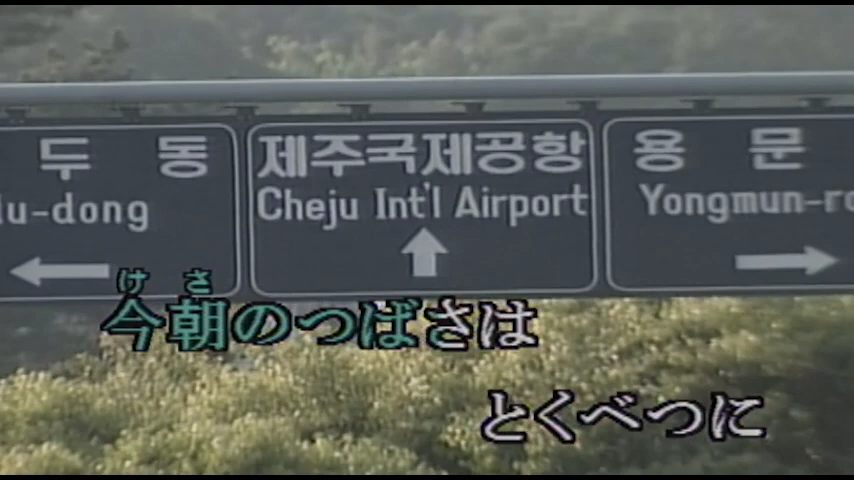 두 동
du-dong
제주국제공항
Cheju Int'l Airport
용 문
Yongmun-ro
けさ
今朝のつばさは
とくべつに